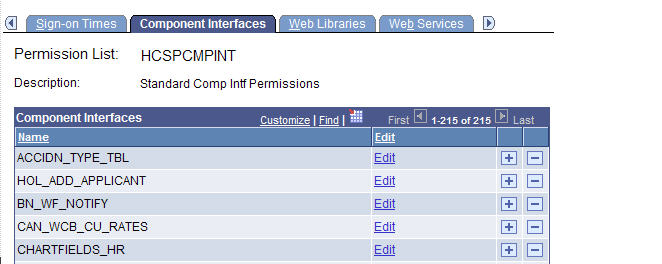 Sign-on Times Component Interfaces Web Libraries Web Services
Permission List: HCSPCMPINT
Description: Standard Comp Intf Permissions
Component Interfaces Customize | Find | First 1-215 of 215 Last
Name Edit
ACCIDN_TYPE_TBL Edit + −
HOL_ADD_APPLICANT Edit + −
BN_WF_NOTIFY Edit + −
CAN_WCB_CU_RATES Edit + −
CHARTFIELDS_HR Edit + −